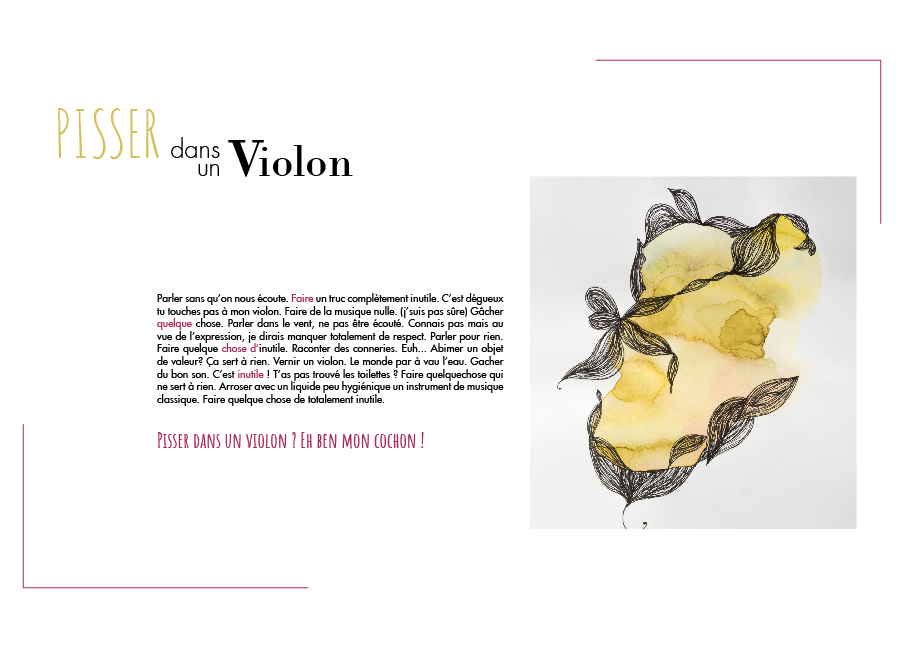 PISSER dans un Violon
Parler sans qu’on nous écoute. Faire un truc complètement inutile. C’est dégueux
tu touches pas à mon violon. Faire de la musique nulle. (j’suis pas sûre) Gâcher
quelque chose. Parler dans le vent, ne pas être écouté. Connais pas mais au
vue de l’expression, je dirais manquer totalement de respect. Parler pour rien.
Faire quelque chose d’inutile. Raconter des conneries. Euh... Abimer un objet
de valeur? Ça sert à rien. Vernir un violon. Le monde par à vau l’eau. Gacher
du bon son. C’est inutile ! T’as pas trouvé les toilettes ? Faire quelquechose qui
ne sert à rien. Arroser avec un liquide peu hygiénique un instrument de musique
classique. Faire quelque chose de totalement inutile.
Pisser dans un violon ? Eh ben mon cochon !